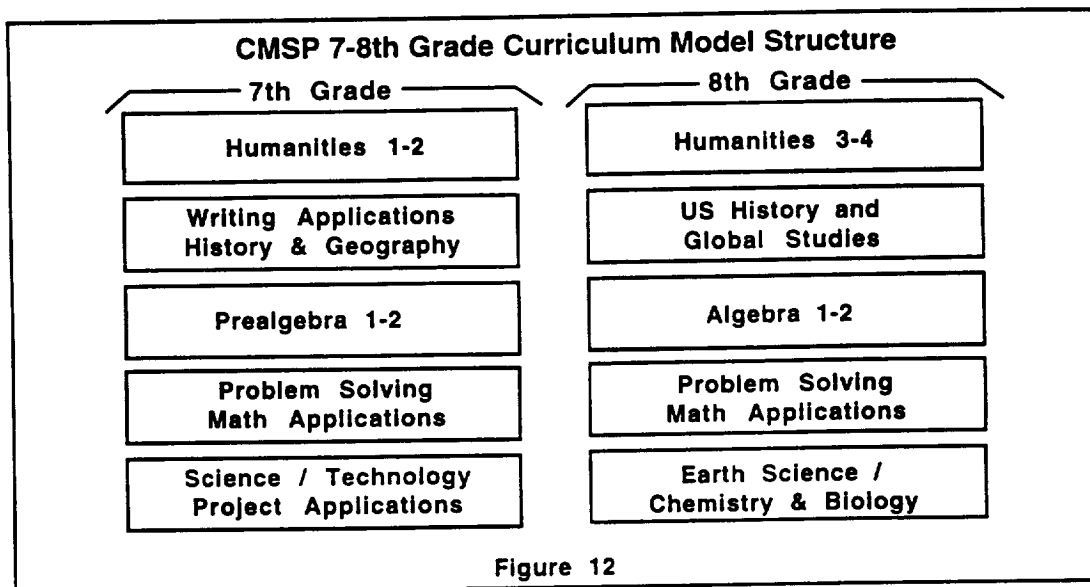 CMSP 7-8th Grade Curriculum Model Structure
7th Grade
Humanities 1-2
Writing Applications
History & Geography
Prealgebra 1-2
Problem Solving
Math Applications
Science / Technology
Project Applications
8th Grade
Humanities 3-4
US History and
Global Studies
Algebra 1-2
Problem Solving
Math Applications
Earth Science /
Chemistry & Biology
Figure 12